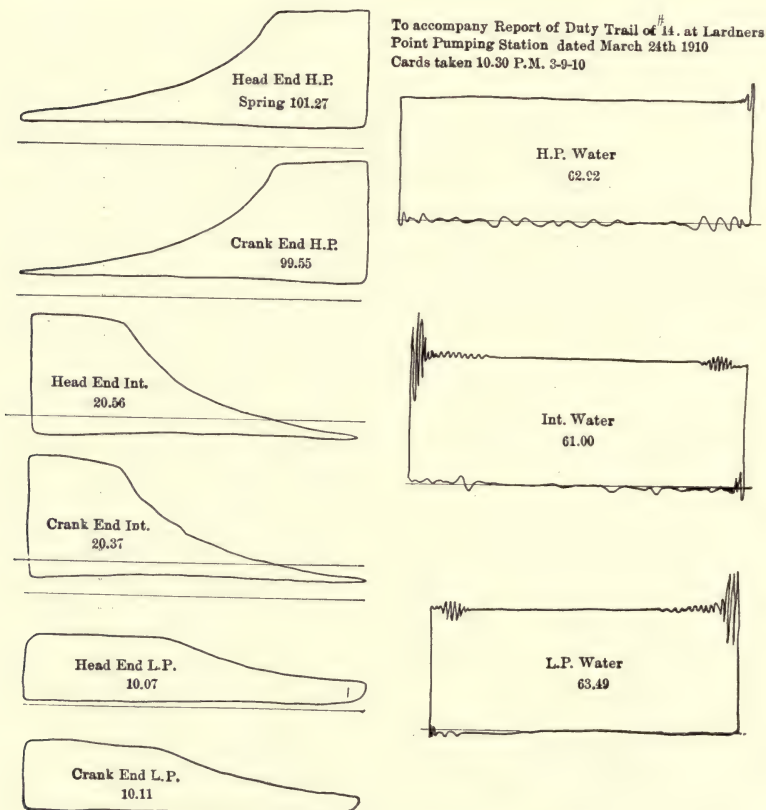 To accompany Report of Duty Trail of #14. at Lardners
Point Pumping Station dated March 24th 1910
Cards taken 10.30 P.M. 3-9-10
Head End H.P.
Spring 101.27
Crank End H.P.
99.55
Head End Int.
20.56
Crank End Int.
20.37
Head End L.P.
10.07
Crank End L.P.
10.11
H.P. Water
Int. Water
61.00
L.P. Water
63.49